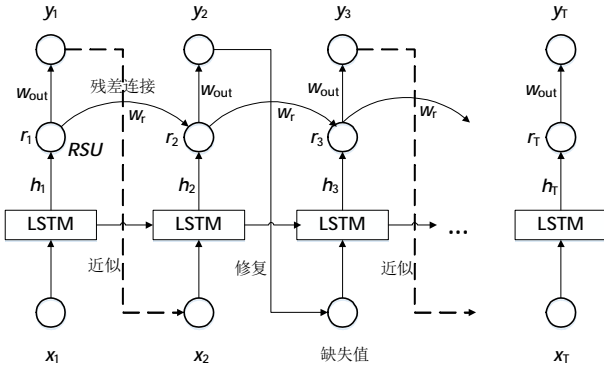 y1 y2 y3 yT
残差连接
wout wout wout wout
wr wr wr
r1 RSU r2 r3 rT
h1 h2 h3 hT
LSTM LSTM LSTM ... LSTM
近似 修复 近似
x1 x2 缺失值 xT